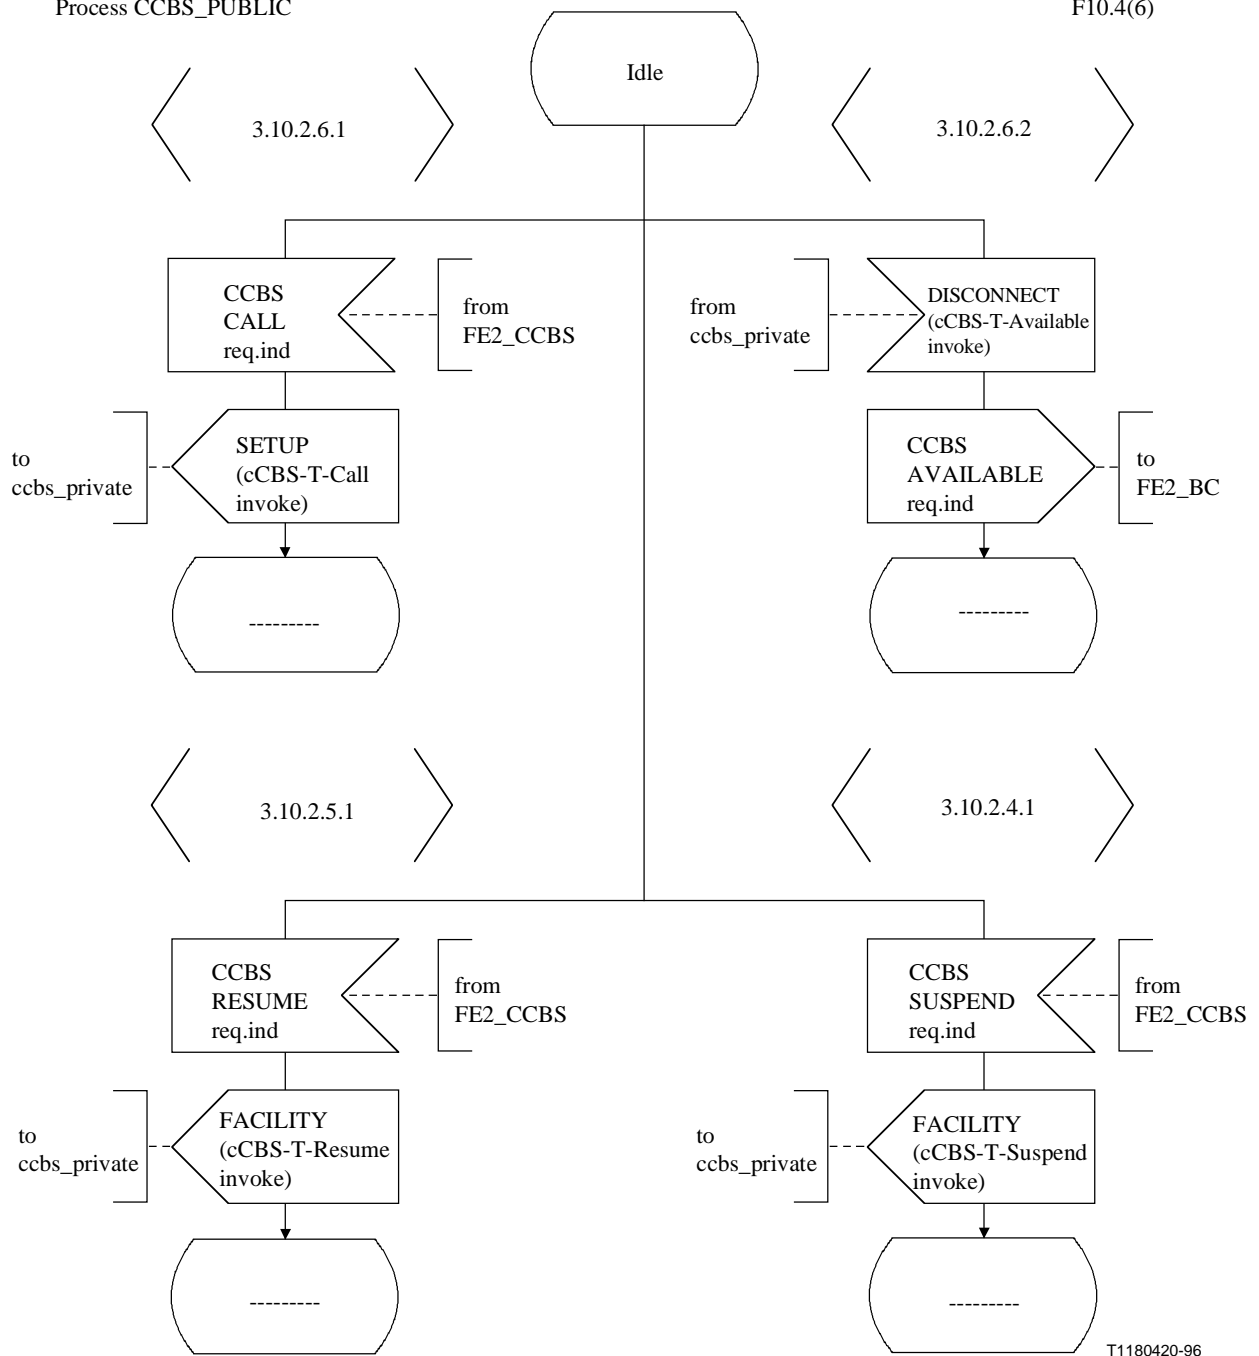 Process CCBS_PUBLIC
F10.4(6)
Idle
3.10.2.6.1
3.10.2.6.2
CCBS
CALL
req.ind
from
FE2_CCBS
from
ccbs_private
DISCONNECT
(cCBS-T-Available
invoke)
to
ccbs_private
SETUP
(cCBS-T-Call
invoke)
CCBS
AVAILABLE
req.ind
to
FE2_BC
---------
---------
3.10.2.5.1
3.10.2.4.1
CCBS
RESUME
req.ind
from
FE2_CCBS
CCBS
SUSPEND
req.ind
from
FE2_CCBS
to
ccbs_private
FACILITY
(cCBS-T-Resume
invoke)
to
ccbs_private
FACILITY
(cCBS-T-Suspend
invoke)
---------
---------
T1180420-96